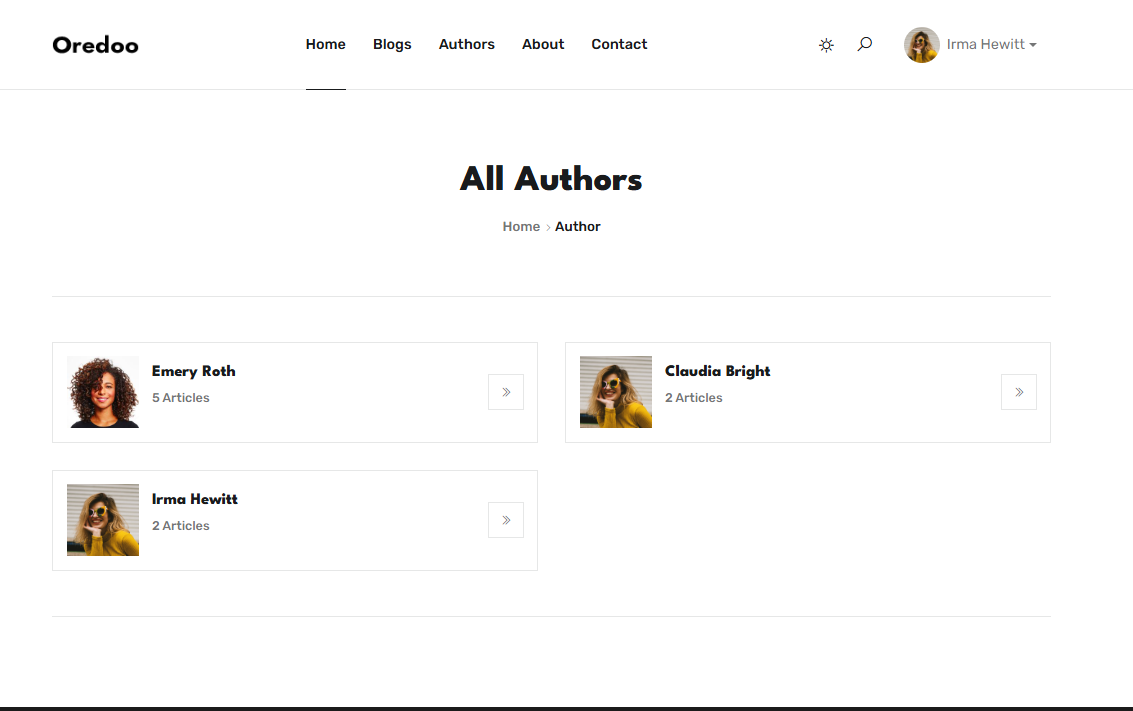 Oredoo
Home Blogs Authors About Contact
Irma Hewitt
All Authors
Home > Author
Emery Roth
5 Articles
Claudia Bright
2 Articles
Irma Hewitt
2 Articles